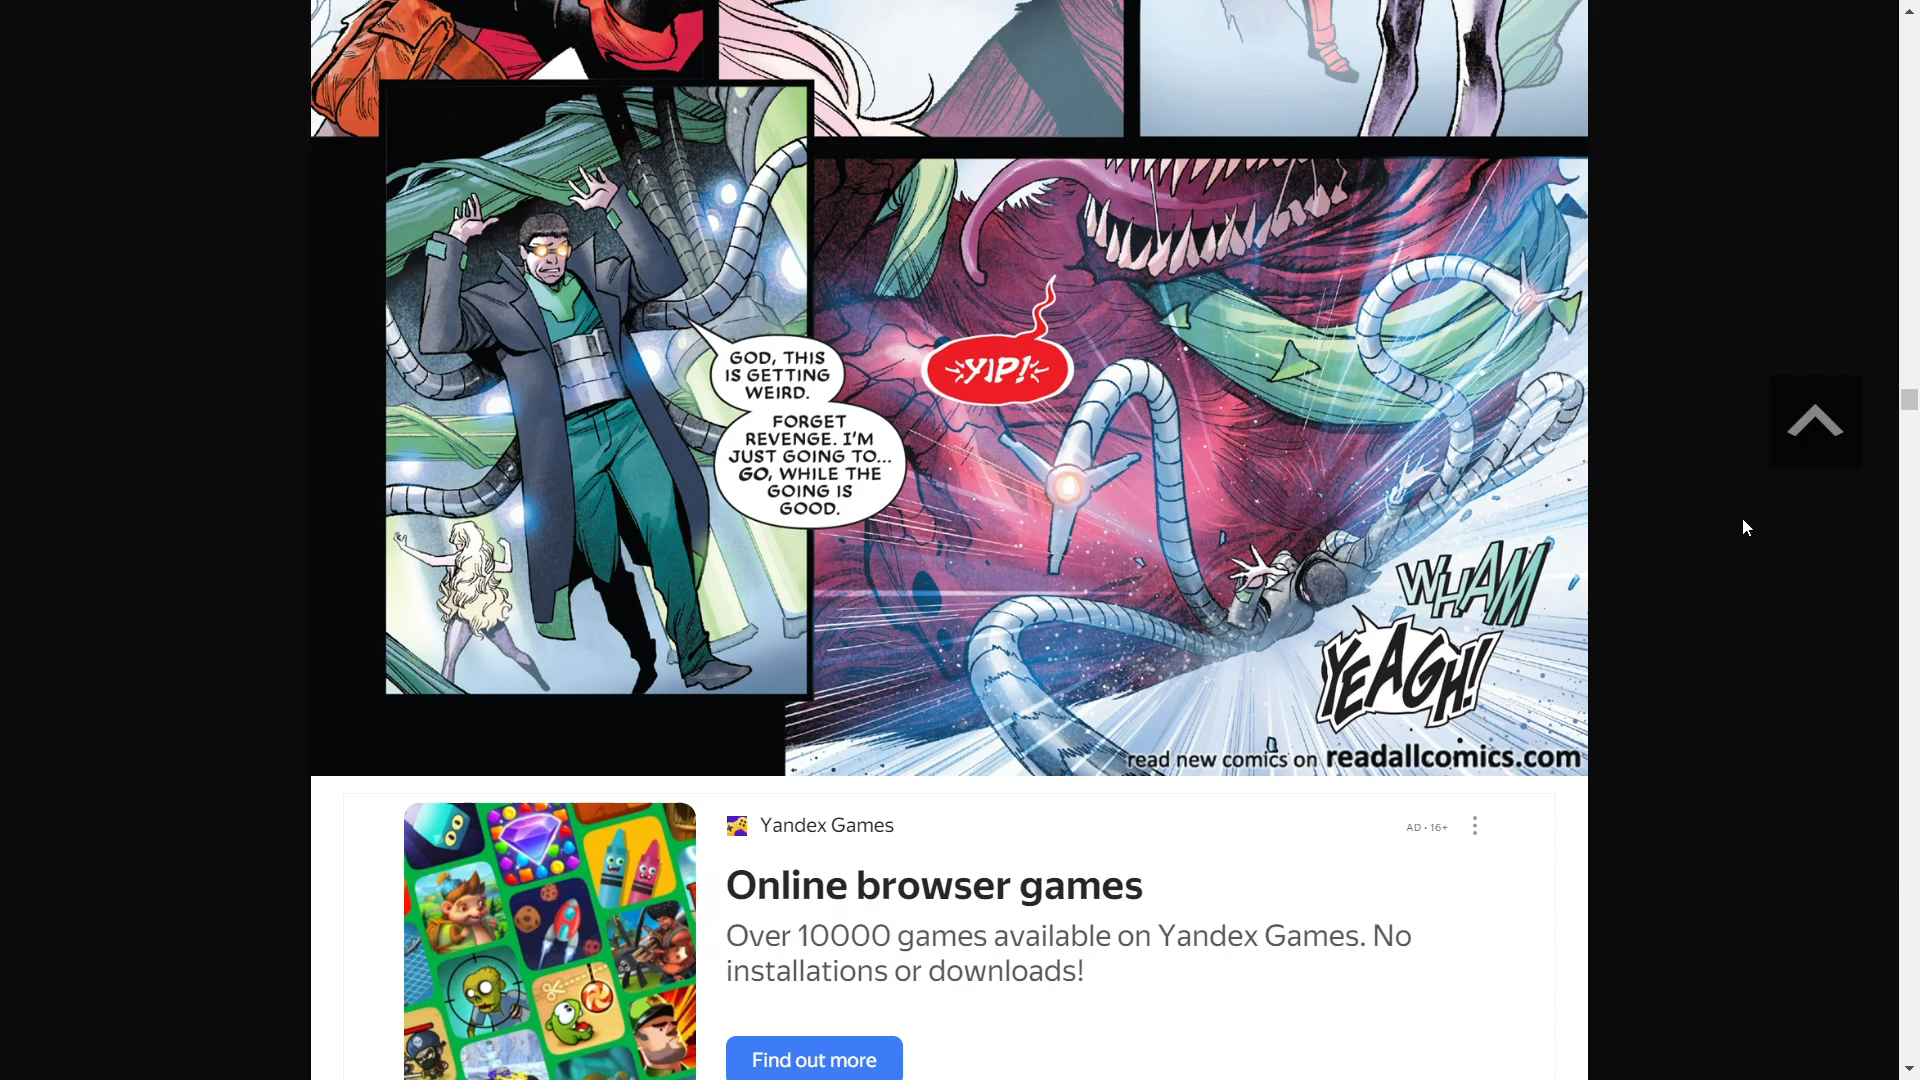 GOD, THIS
IS GETTING
WEIRD.
FORGET
REVENGE. I'M
JUST GOING TO...
GO, WHILE THE
GOING IS
GOOD.
YIP!
WHAM
YEAGH!
read new comics on readallcomics.com
Yandex Games
AD • 16+
Online browser games
Over 10000 games available on Yandex Games. No
installations or downloads!
Find out more